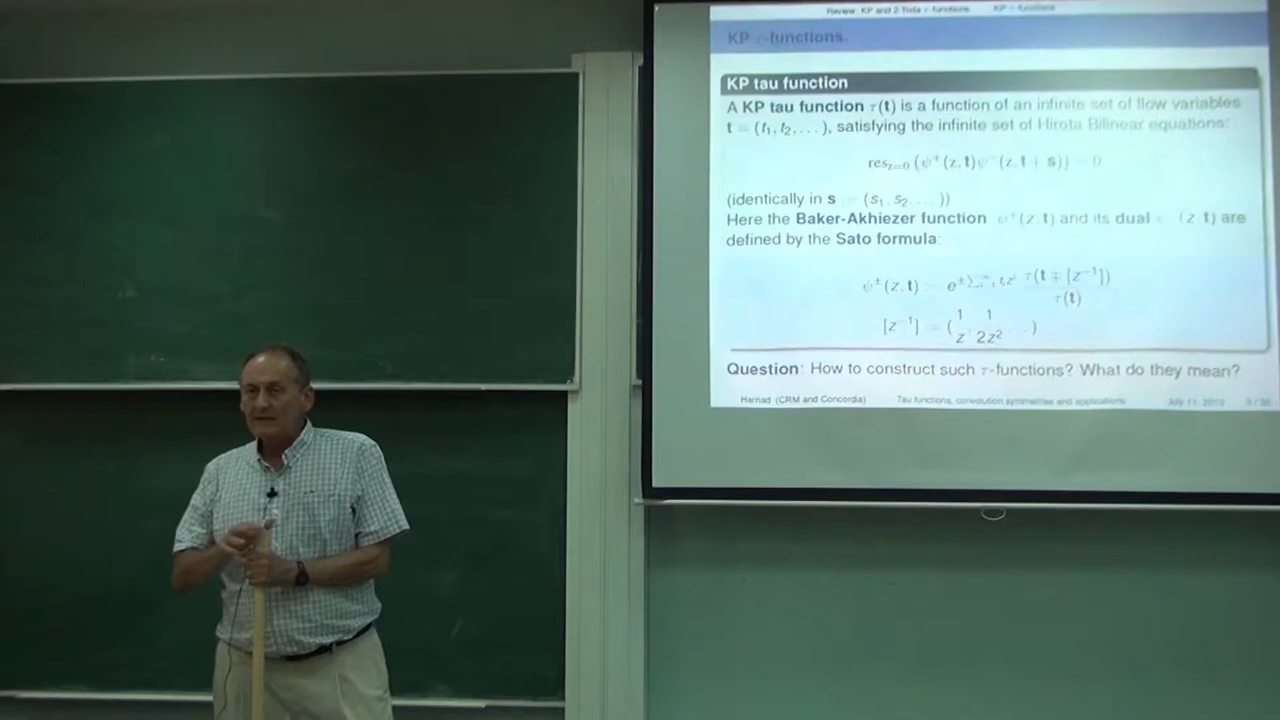 Review: KP and 2-Toda τ functions KP τ-functions
KP τ-functions.
KP tau function
A KP tau function τ(t) is a function of an infinite set of flow variables
t = (t₁, t₂, . . . ), satisfying the infinite set of Hirota Bilinear equations:
res_{z=0} (ψ⁺(z, t)ψ⁻(z, t + s)) = 0
(identically in s := (s₁, s₂, . . . ))
Here the Baker-Akhiezer function ψ⁺(z, t) and its dual ψ⁻(z, t) are
defined by the Sato formula:
ψ^±(z, t) := e^{±∑_{i=1}^∞ t_i z^i} τ(t ∓ [z⁻¹]) / τ(t)
[z⁻¹] := (1/z, 1/2z², . . . )
Question: How to construct such τ-functions? What do they mean?
Harnad (CRM and Concordia) Tau functions, convolution symmetries and applications July 11, / 36